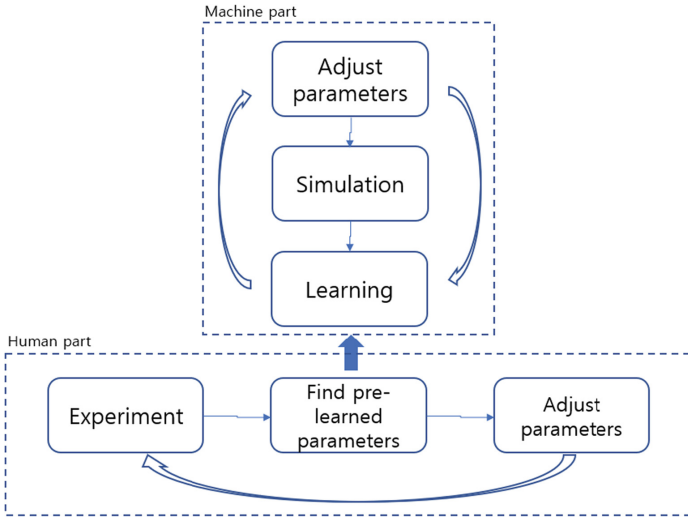 Machine part
Adjust
parameters
Simulation
Learning
Human part
Experiment
Find pre-
learned
parameters
Adjust
parameters